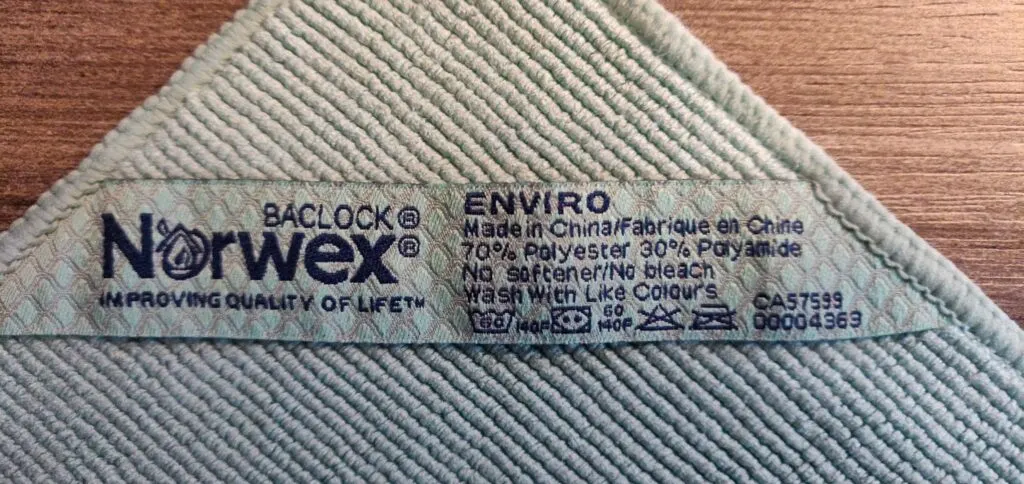 BACLOCK®
Norwex®
IMPROVING QUALITY OF LIFE™
ENVIRO
Made in China/Fabrique en Chine
70% Polyester 30% Polyamide
No softener/No bleach
Wash With Like Colours
60/140F 60 140F
CA57599
00004369